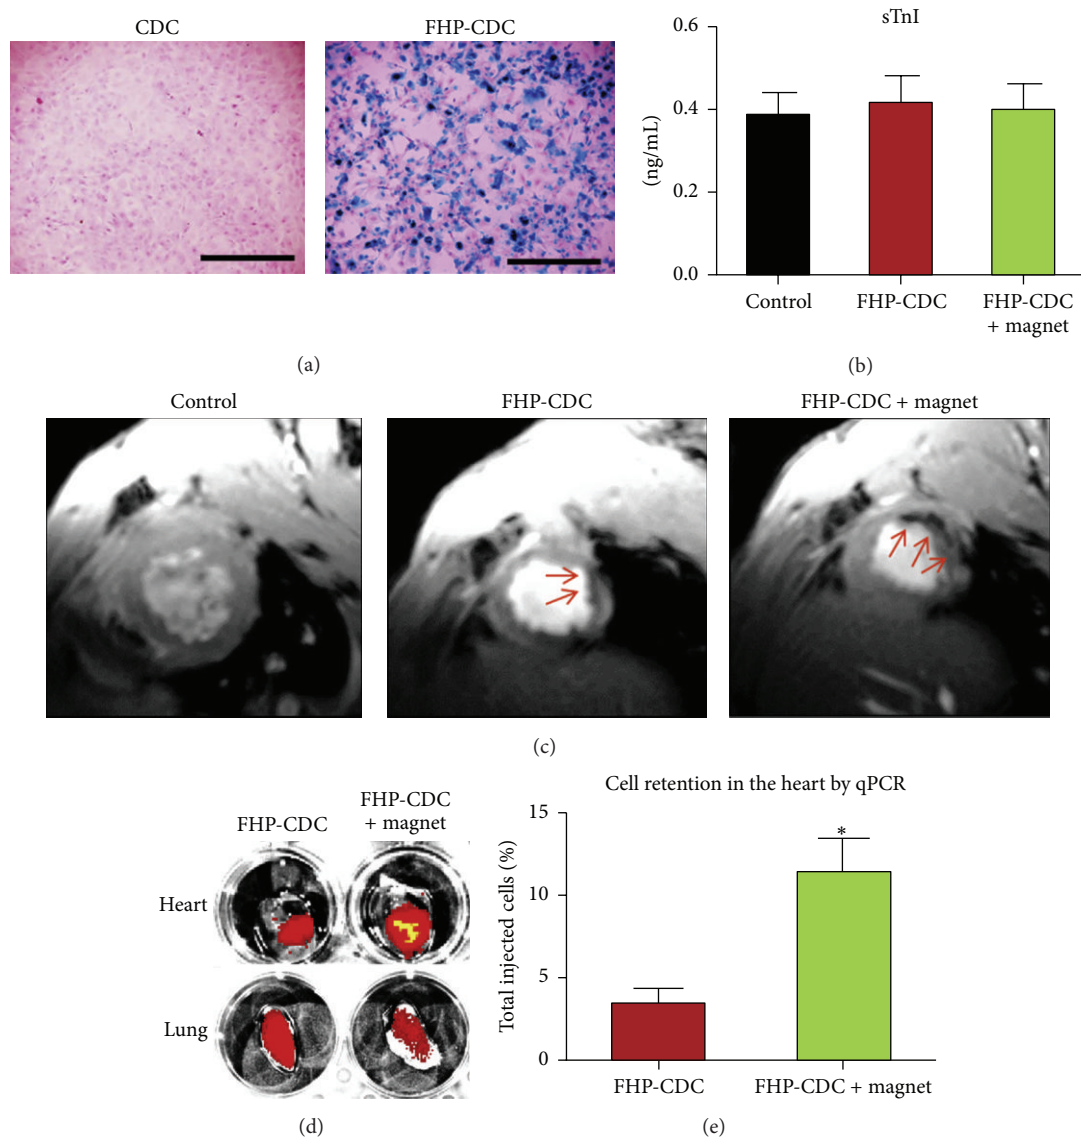 CDC
FHP-CDC
(a)
sTnI
0.6
0.4
0.2
0.0
(ng/mL)
Control
FHP-CDC
FHP-CDC
+ magnet
(b)
Control
FHP-CDC
FHP-CDC + magnet
(c)
FHP-CDC
FHP-CDC
+ magnet
Heart
Lung
(d)
Cell retention in the heart by qPCR
15
10
5
0
Total injected cells (%)
*
FHP-CDC
FHP-CDC + magnet
(e)